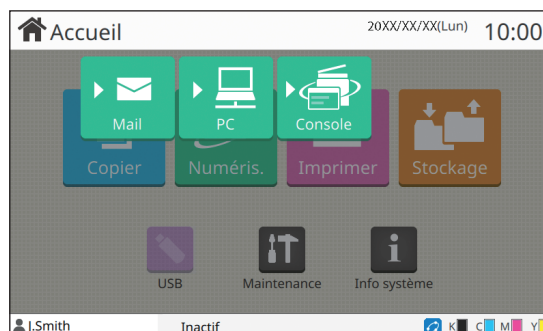 Accueil
20XX/XX/XX(Lun) 10:00
Mail PC Console
Copier Numéris. Imprimer Stockage
USB Maintenance Info système
J.Smith Inactif K C M Y